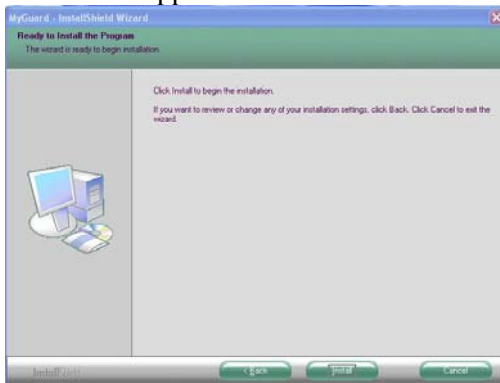 MyGuard - InstallShield Wizard
Ready to Install the Program
The wizard is ready to begin installation.
Click Install to begin the installation.
If you want to review or change any of your installation settings, click Back. Click Cancel to exit the
wizard.
InstallShield
< Back
Install
Cancel